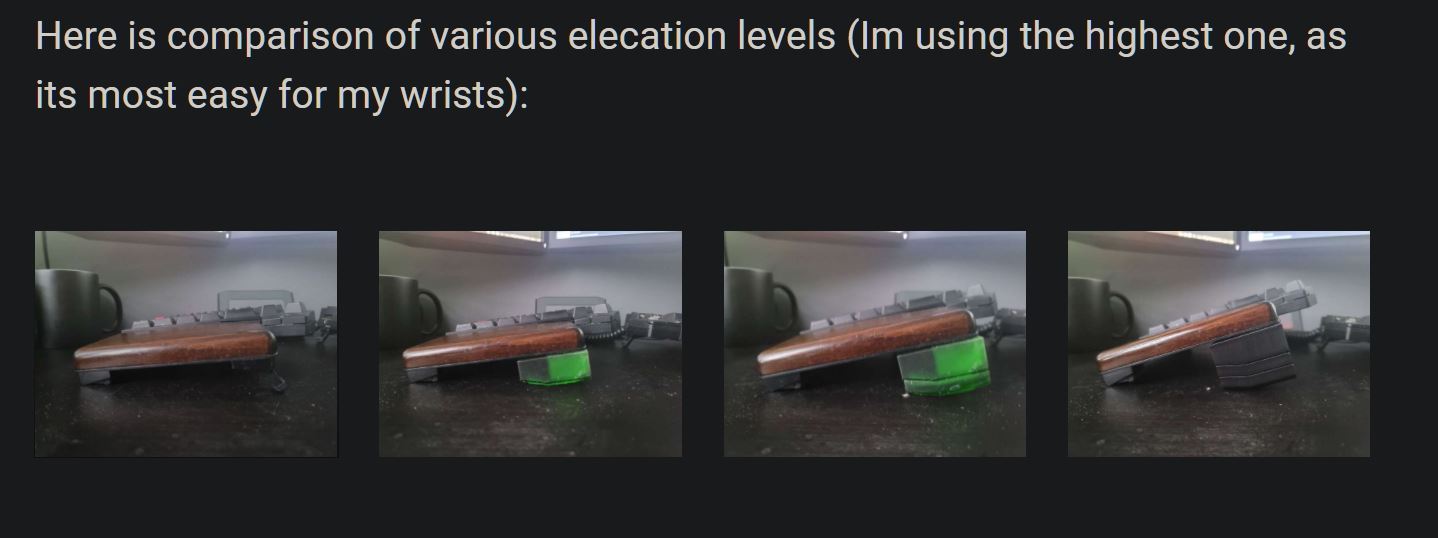 Here is comparison of various elecation levels (Im using the highest one, as
its most easy for my wrists):